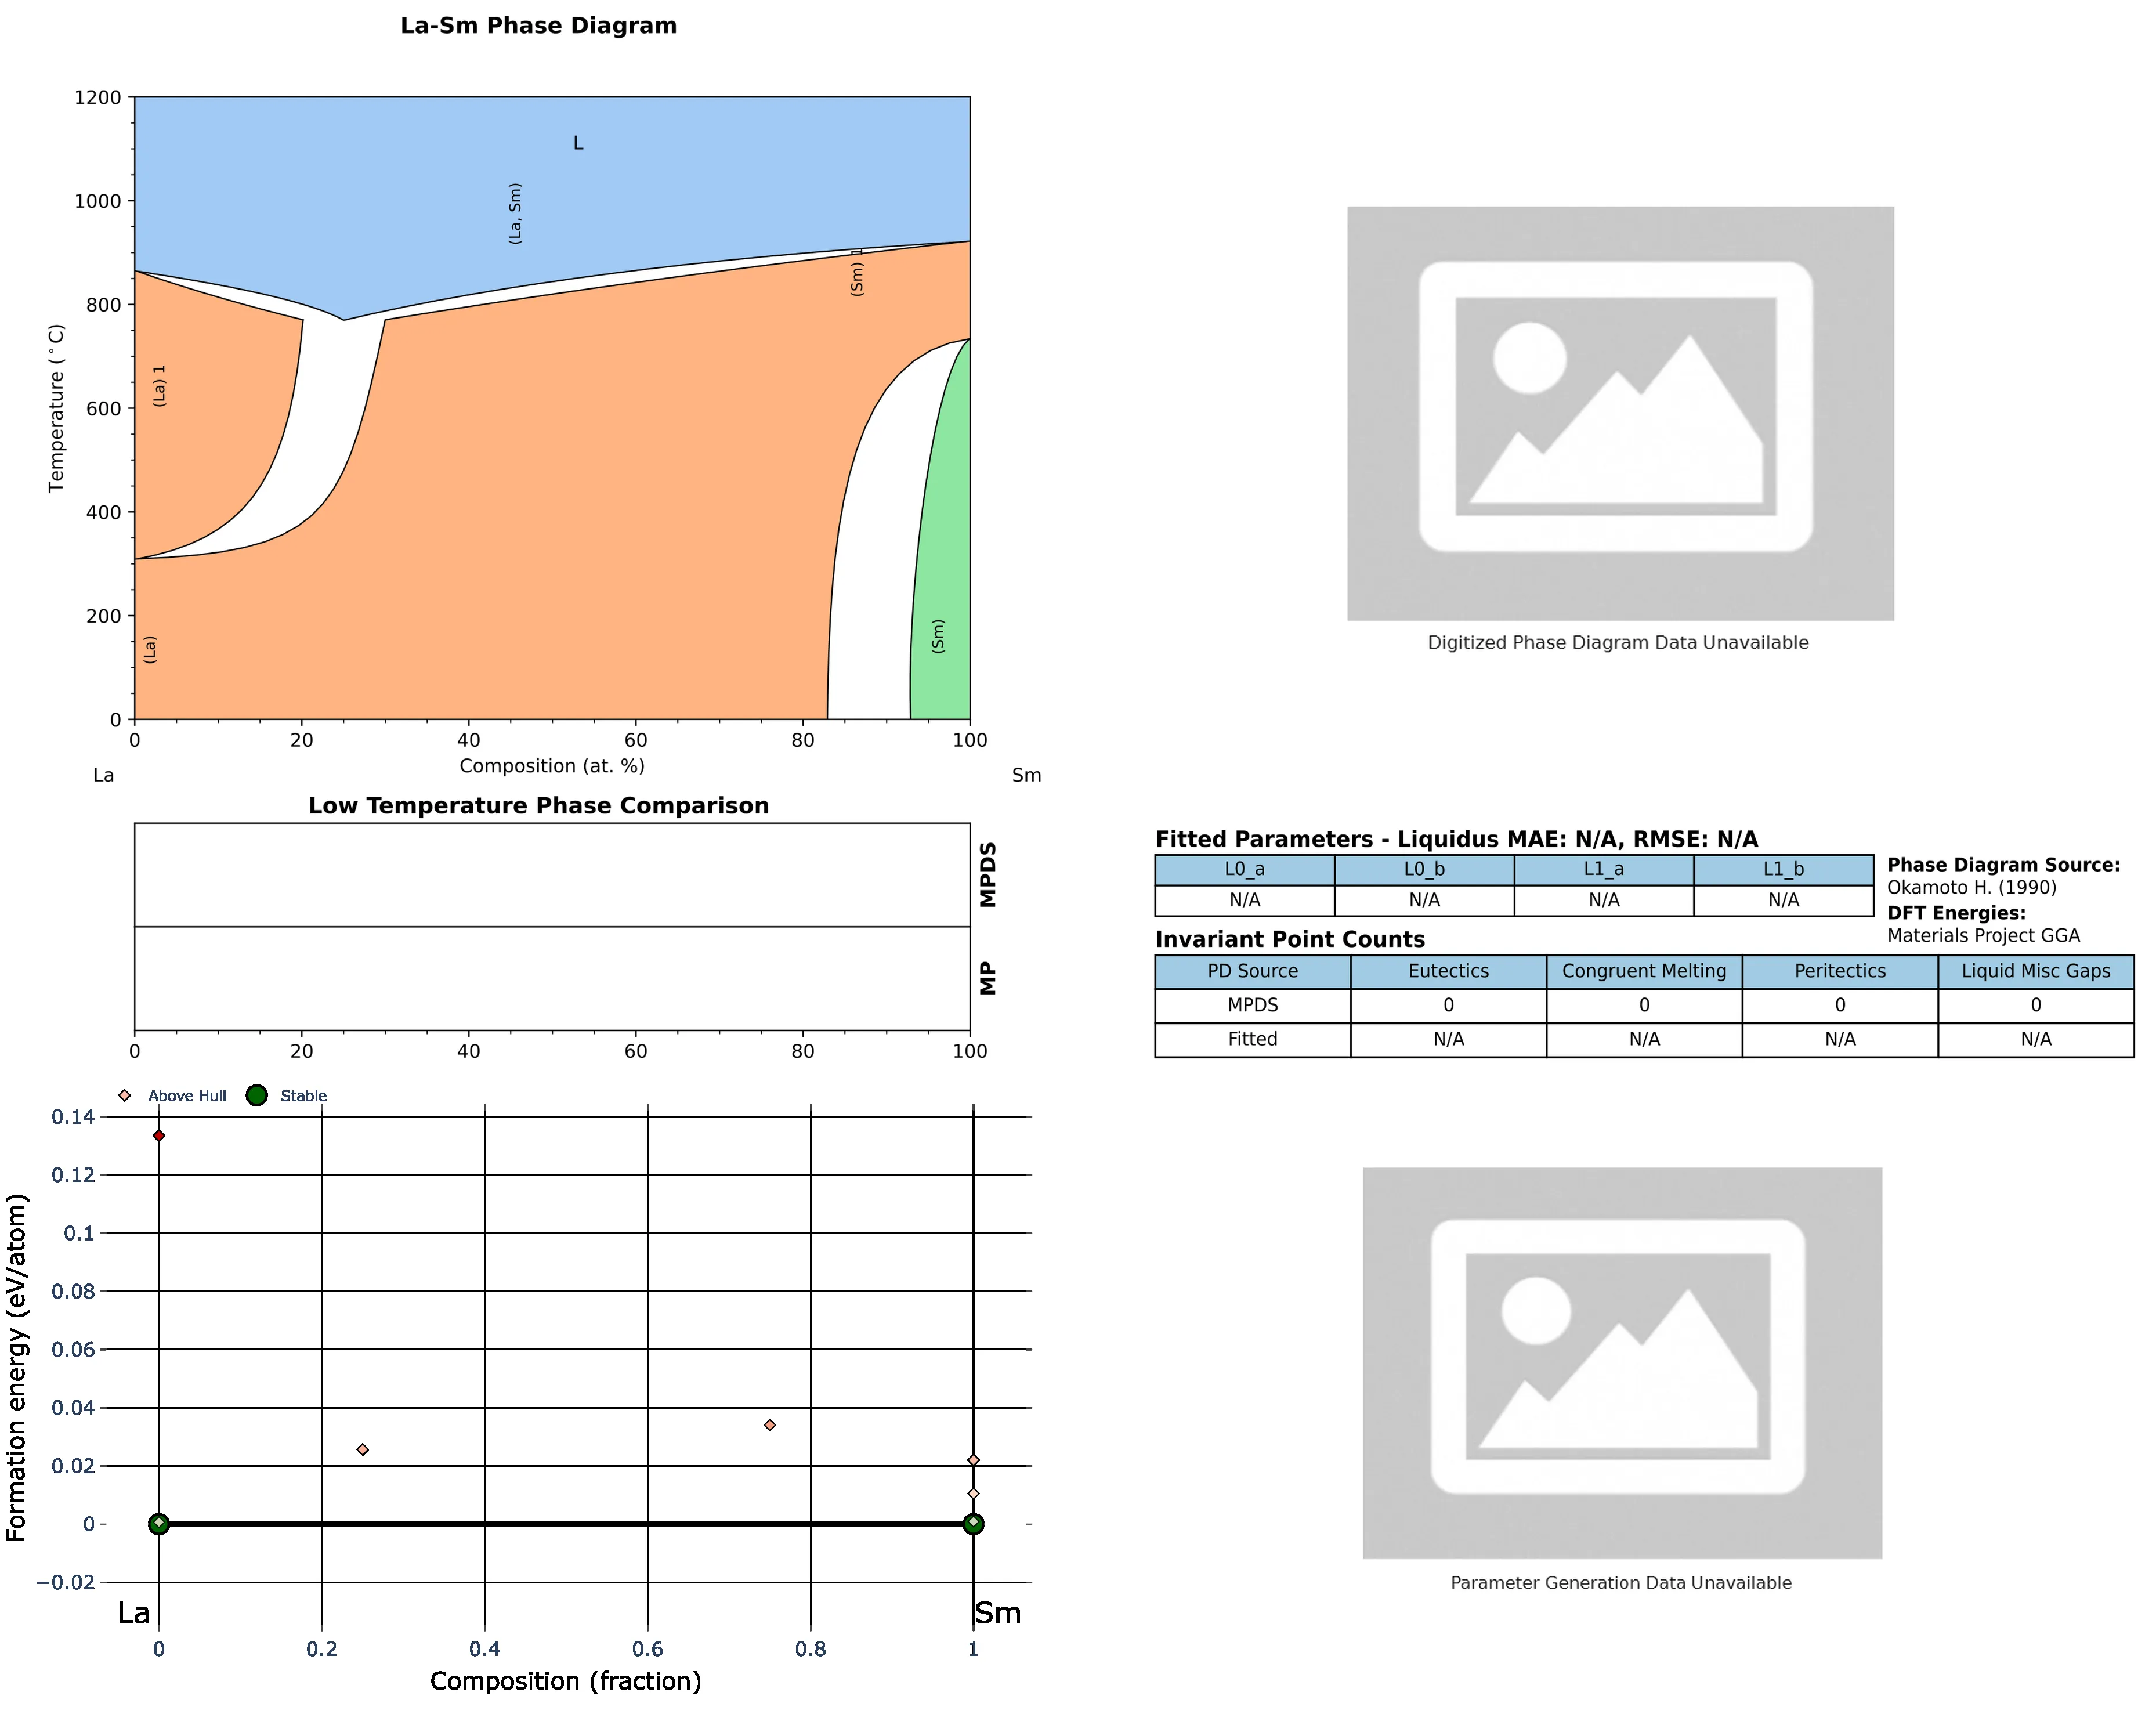 La-Sm Phase Diagram
1200
1000
800
600
400
200
0
Temperature (°C)
L
(La, Sm)
(Sm) 1
(La) 1
(La)
(Sm)
0 20 40 60 80 100
Composition (at. %)
La Sm
Digitized Phase Diagram Data Unavailable
Low Temperature Phase Comparison
MPDS
MP
0 20 40 60 80 100
Fitted Parameters - Liquidus MAE: N/A, RMSE: N/A
L0_a L0_b L1_a L1_b
N/A N/A N/A N/A
Phase Diagram Source:
Okamoto H. (1990)
DFT Energies:
Materials Project GGA
Invariant Point Counts
PD Source Eutectics Congruent Melting Peritectics Liquid Misc Gaps
MPDS 0 0 0 0
Fitted N/A N/A N/A N/A
Above Hull Stable
0.14
0.12
0.1
0.08
0.06
0.04
0.02
0
−0.02
Formation energy (eV/atom)
La Sm
0 0.2 0.4 0.6 0.8 1
Composition (fraction)
Parameter Generation Data Unavailable